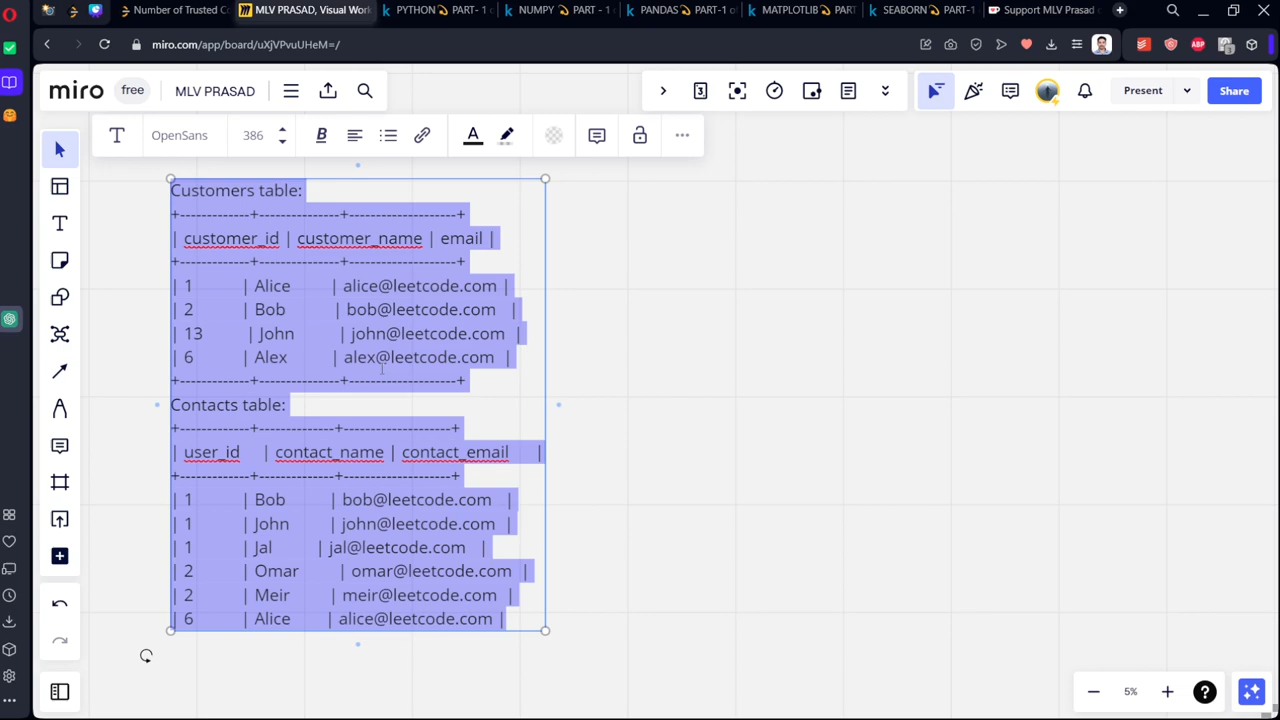 Number of Trusted Co
MLV PRASAD, Visual Work
PYTHON PART- 1 o
NUMPY PART - 1
PANDAS PART-1 of
MATPLOTLIB PART
SEABORN PART-1
Support MLV Prasad
miro.com/app/board/uXjVPvuUHeM=/
miro free MLV PRASAD
Present
Share
OpenSans 386
Customers table:
+-------------+---------------+--------------------+
| customer_id | customer_name | email |
+-------------+---------------+--------------------+
| 1 | Alice | alice@leetcode.com |
| 2 | Bob | bob@leetcode.com |
| 13 | John | john@leetcode.com |
| 6 | Alex | alex@leetcode.com |
+-------------+---------------+--------------------+
Contacts table:
+-------------+--------------+--------------------+
| user_id | contact_name | contact_email |
+-------------+--------------+--------------------+
| 1 | Bob | bob@leetcode.com |
| 1 | John | john@leetcode.com |
| 1 | Jal | jal@leetcode.com |
| 2 | Omar | omar@leetcode.com |
| 2 | Meir | meir@leetcode.com |
| 6 | Alice | alice@leetcode.com |
5%